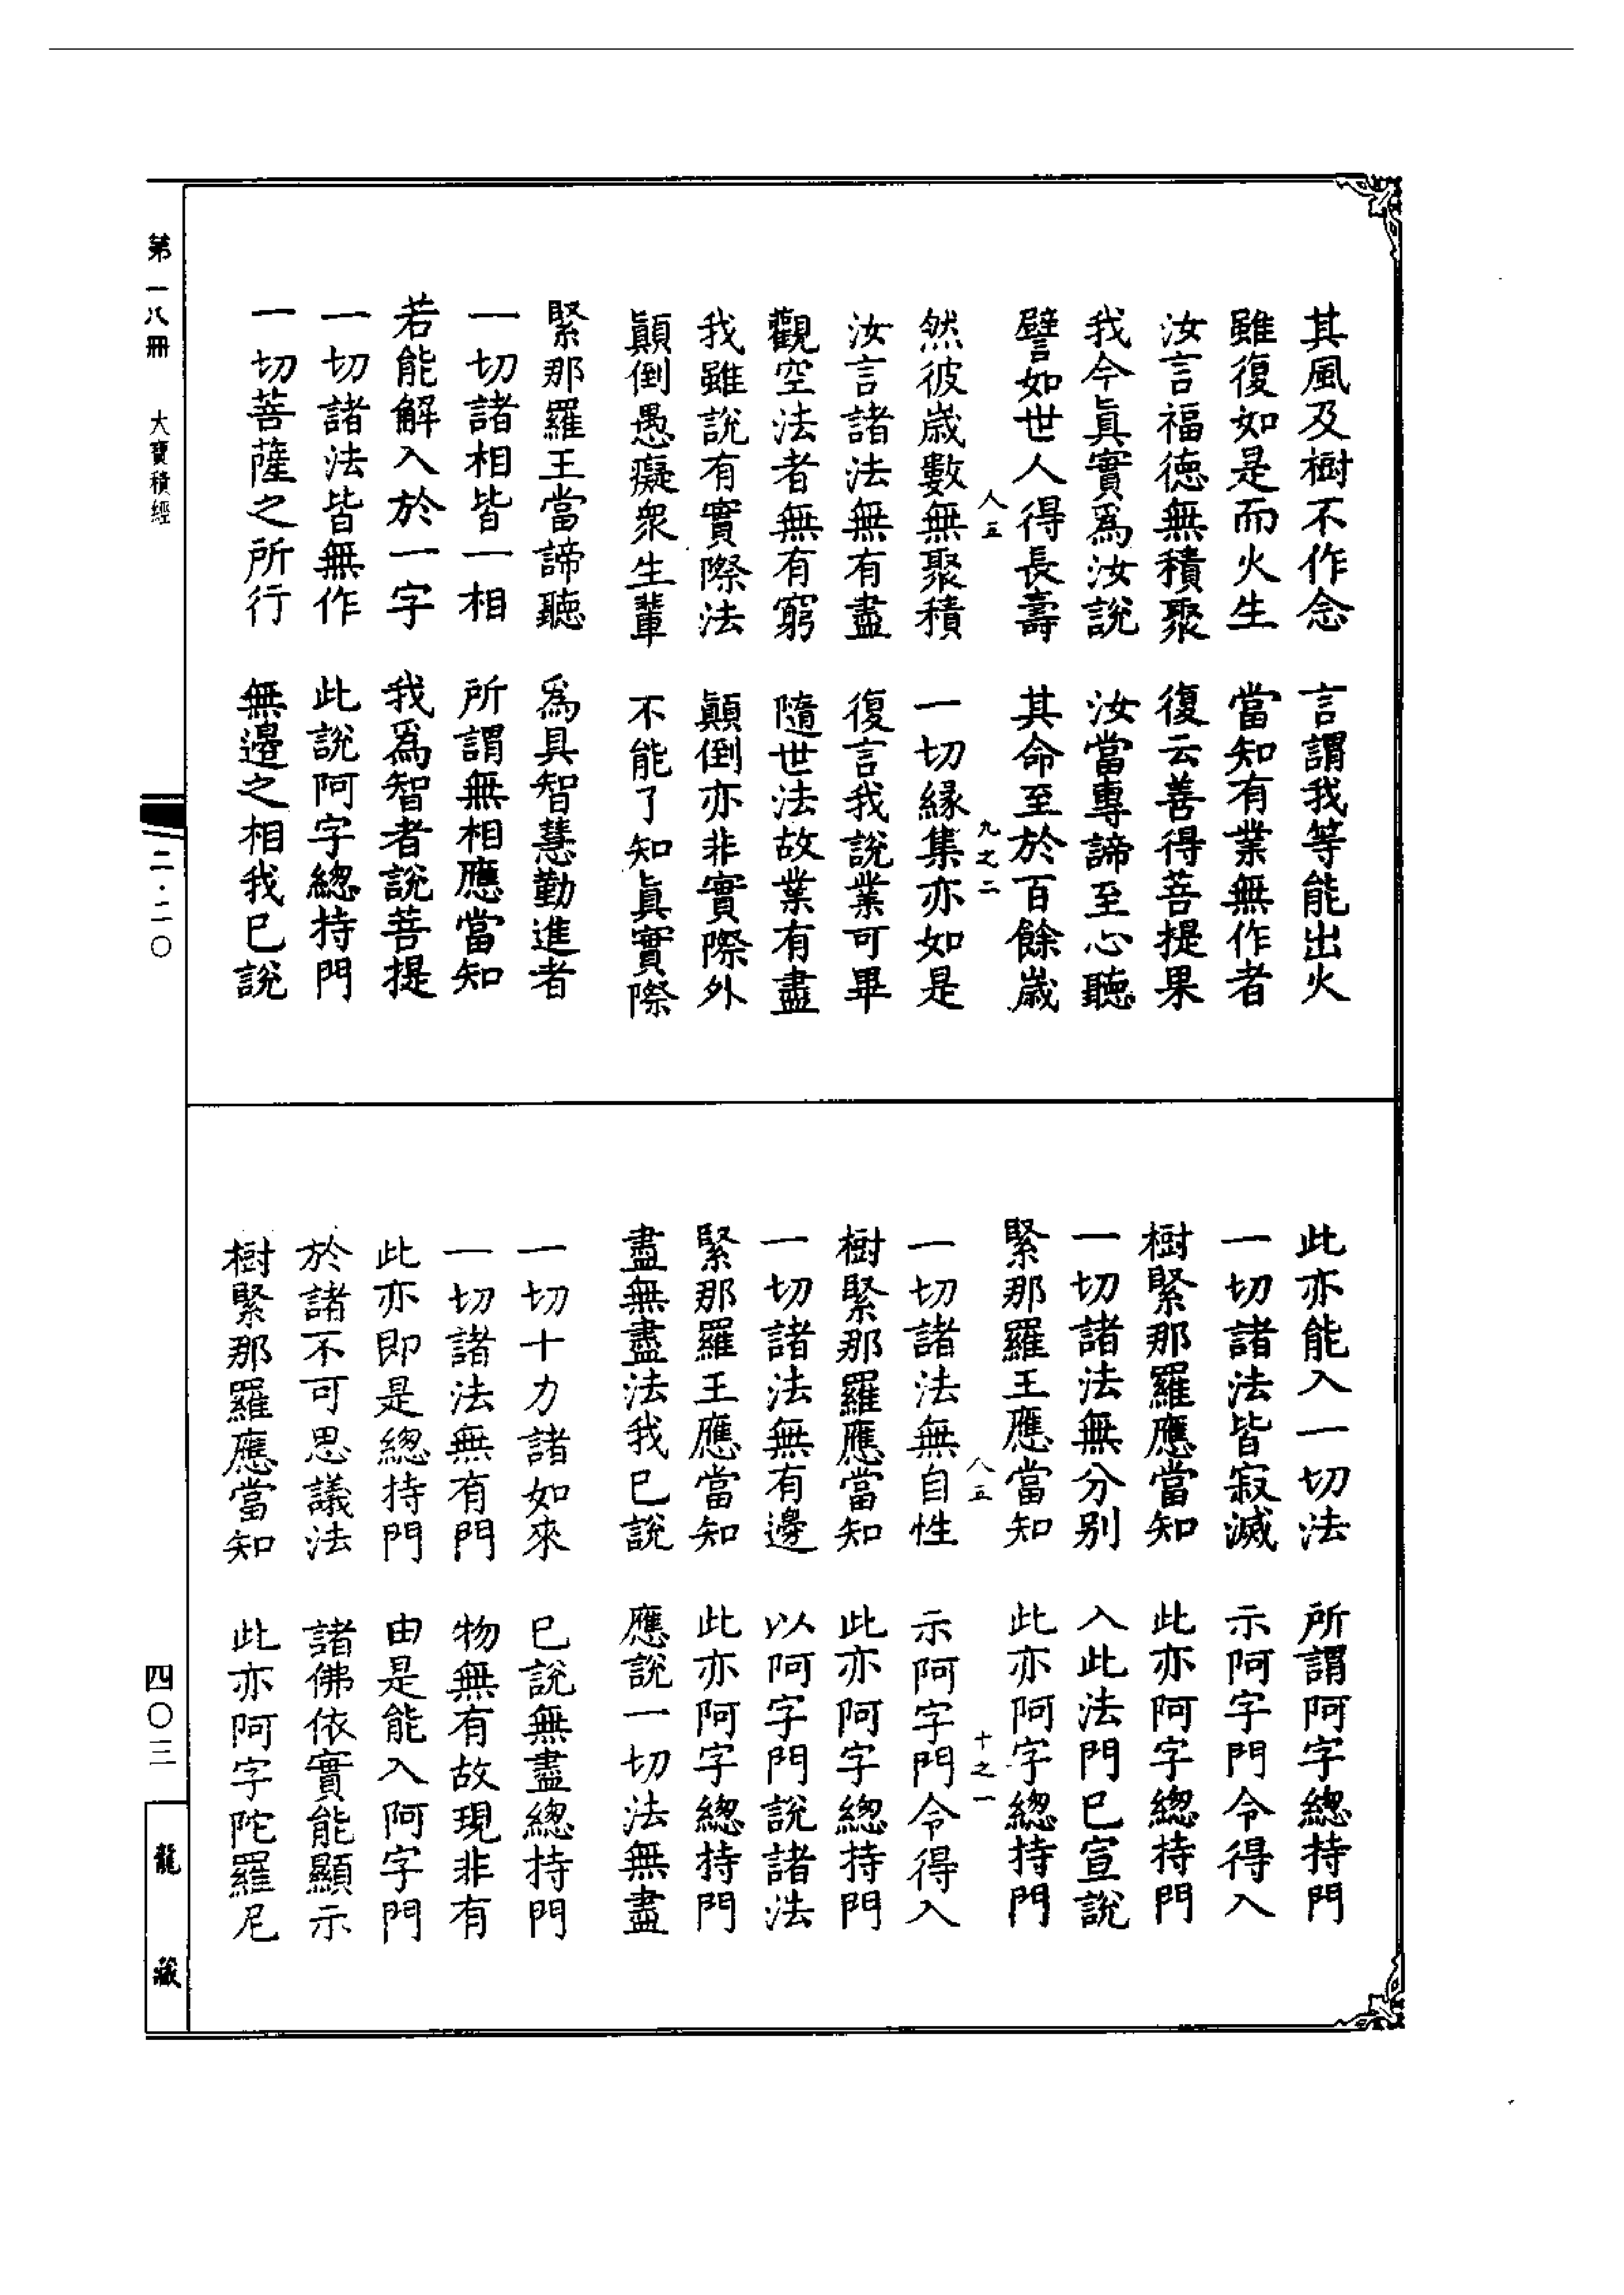 其風及樹不作念　言謂我等能出火
雖復如是而火生　當知有業無作者
汝言福德無積聚　復云善得菩提果
我今眞實爲汝說　汝當專諦至心聽
譬如世人得長壽　其命至於百餘歲
八五　九之二
然彼歲數無聚積　一切緣集亦如是
汝言諸法無有盡　復言我說業可畢
觀空法者無有窮　隨世法故業有盡
我雖說有實際法　顚倒亦非實際外
顚倒愚癡衆生輩　不能了知眞實際
緊那羅王當諦聽　爲具智慧勤進者
一切諸相皆一相　所謂無相應當知
若能解入於一字　我爲智者說菩提
一切諸法皆無作　此說阿字總持門
一切菩薩之所行　無邊之相我已說
此亦能入一切法　所謂阿字總持門
一切諸法皆寂滅　示阿字門令得入
樹緊那羅應當知　此亦阿字總持門
一切諸法無分別　入此法門已宣說
緊那羅王應當知　此亦阿字總持門
八五　十之一
一切諸法無自性　示阿字門令得入
樹緊那羅應當知　此亦阿字總持門
一切諸法無有邊　以阿字門說諸法
緊那羅王應當知　此亦阿字總持門
盡無盡法我已說　應說一切法無盡
一切十力諸如來　已說無盡總持門
一切諸法無有門　物無有故現非有
此亦即是總持門　由是能入阿字門
於諸不可思議法　諸佛依實能顯示
樹緊那羅應當知　此亦阿字陀羅尼
第一八冊　大寶積經　二·二〇　四〇三　龍藏